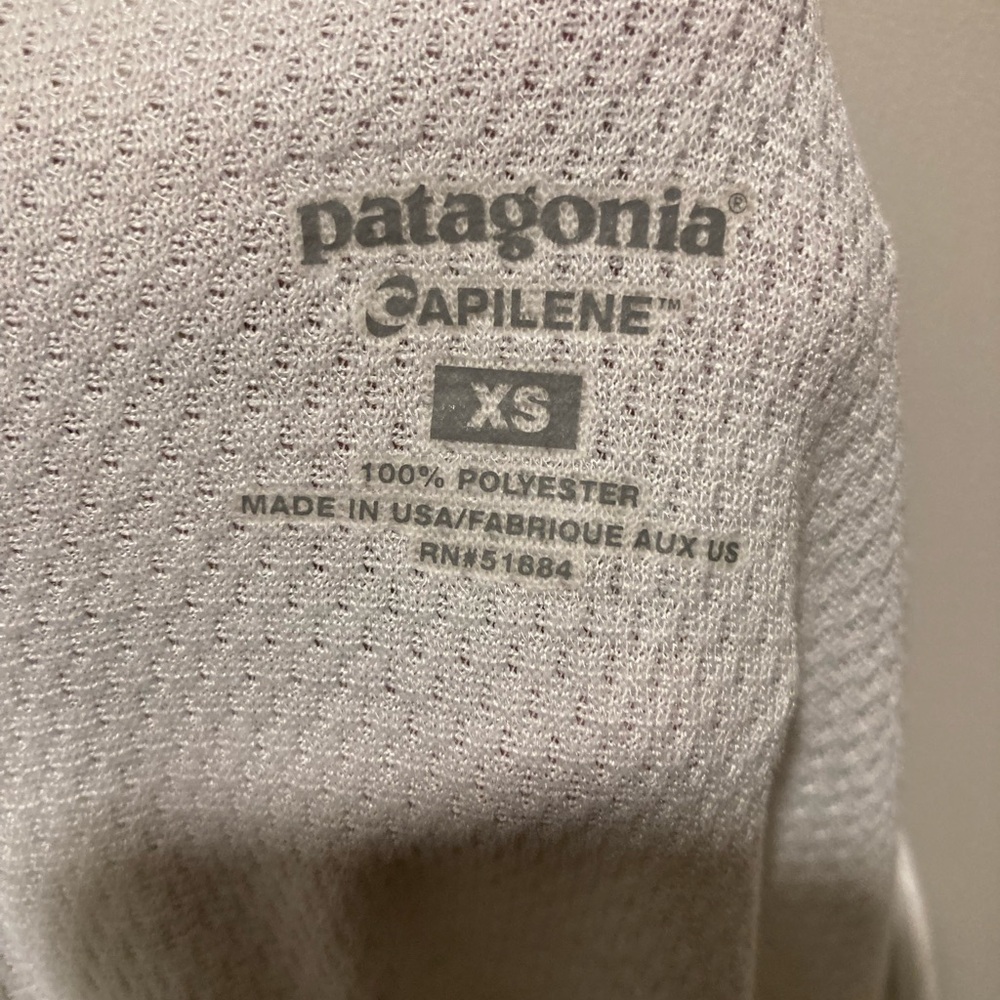 patagonia®
CAPILENE™
XS
100% POLYESTER
MADE IN USA/FABRIQUE AUX US
RN#51884